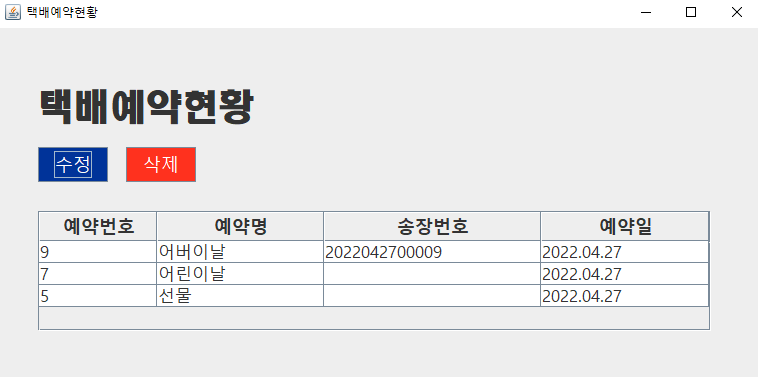 택배예약현황
택배예약현황
수정 삭제
예약번호 예약명 송장번호 예약일
9 어버이날 2022042700009 2022.04.27
7 어린이날 2022.04.27
5 선물 2022.04.27